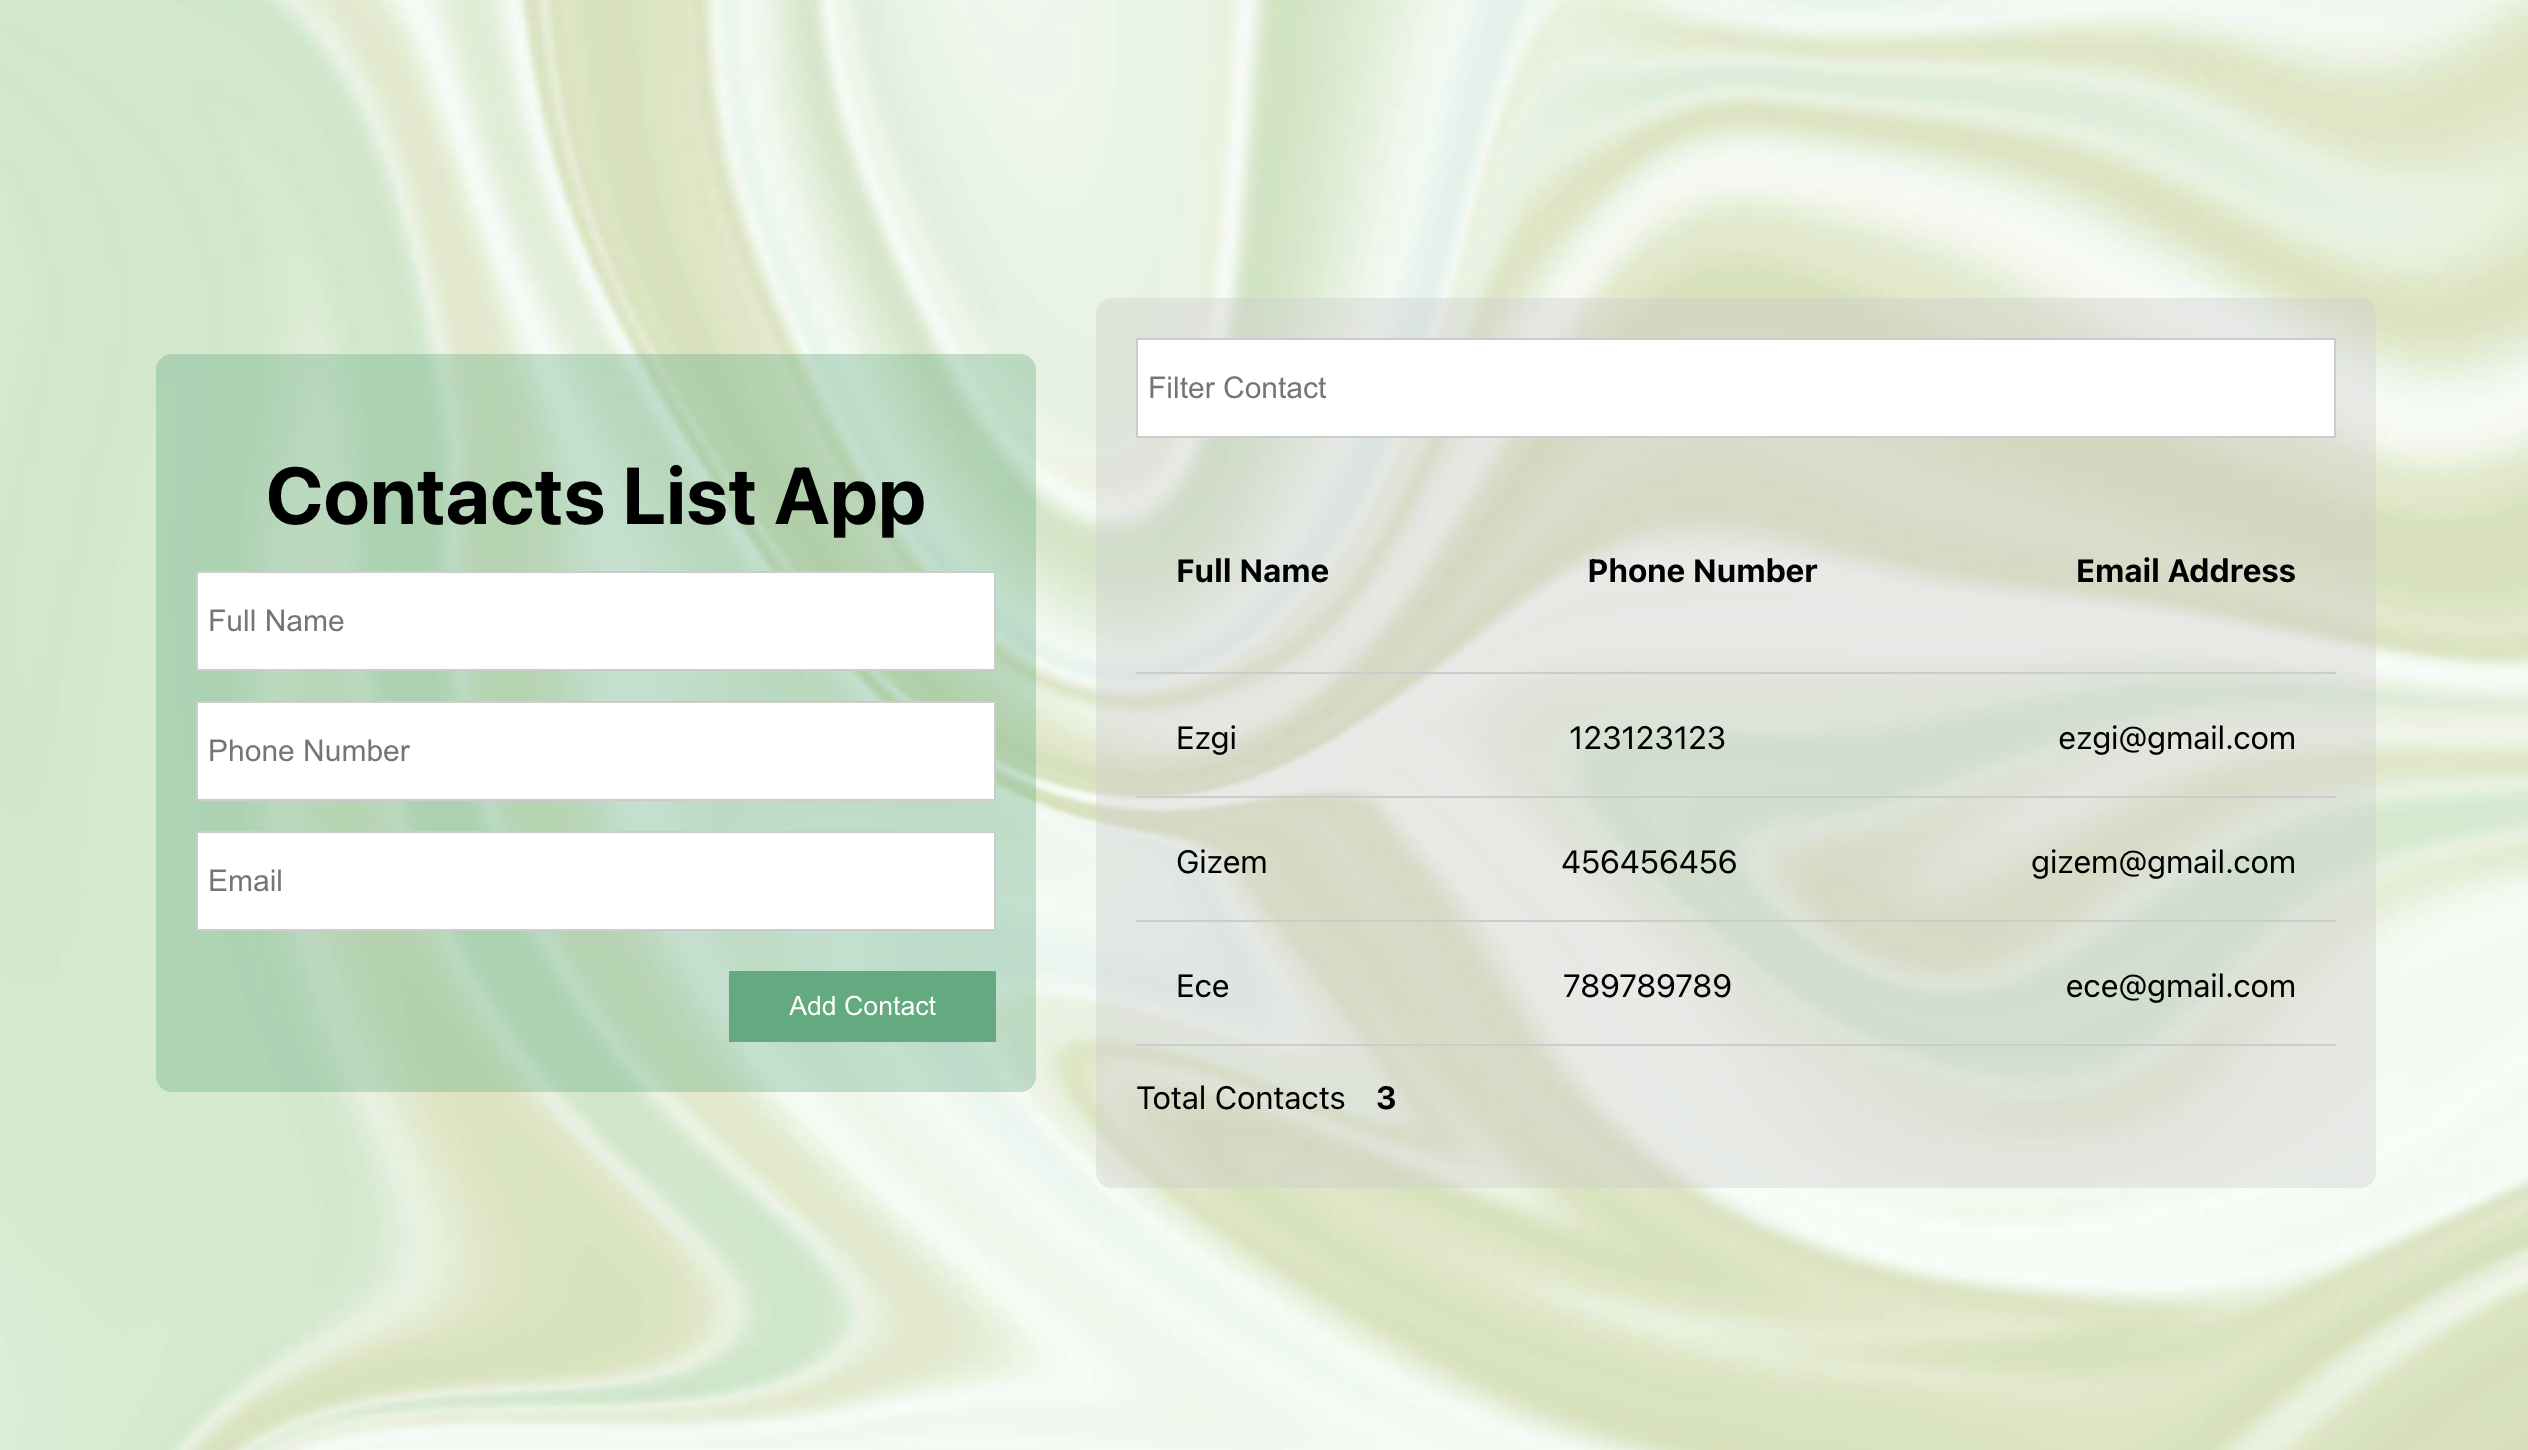 Contacts List App
Full Name
Phone Number
Email
Add Contact
Filter Contact
Full Name Phone Number Email Address
Ezgi 123123123 ezgi@gmail.com
Gizem 456456456 gizem@gmail.com
Ece 789789789 ece@gmail.com
Total Contacts 3